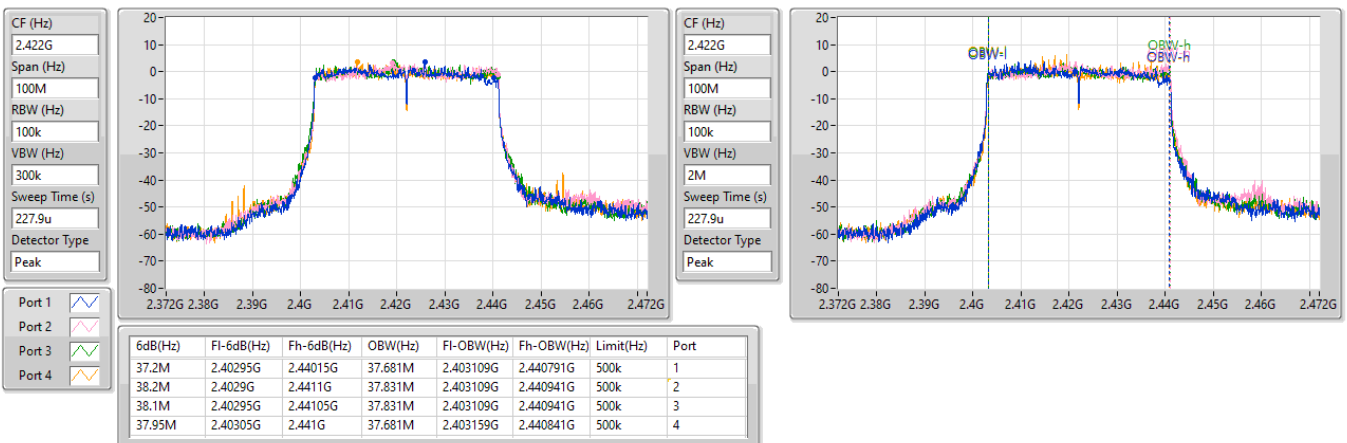 CF (Hz)
2.422G
Span (Hz)
100M
RBW (Hz)
100k
VBW (Hz)
300k
Sweep Time (s)
227.9u
Detector Type
Peak
20
10
0
-10
-20
-30
-40
-50
-60
-70
-80
2.372G 2.38G 2.39G 2.4G 2.41G 2.42G 2.43G 2.44G 2.45G 2.46G 2.472G
CF (Hz)
2.422G
Span (Hz)
100M
RBW (Hz)
100k
VBW (Hz)
2M
Sweep Time (s)
227.9u
Detector Type
Peak
20
10
0
-10
-20
-30
-40
-50
-60
-70
-80
OBW-l
OBW-h
OBW-h
2.372G 2.38G 2.39G 2.4G 2.41G 2.42G 2.43G 2.44G 2.45G 2.46G 2.472G
Port 1
Port 2
Port 3
Port 4
6dB(Hz) Fl-6dB(Hz) Fh-6dB(Hz) OBW(Hz) Fl-OBW(Hz) Fh-OBW(Hz) Limit(Hz) Port
37.2M 2.40295G 2.44015G 37.681M 2.403109G 2.440791G 500k 1
38.2M 2.4029G 2.4411G 37.831M 2.403109G 2.440941G 500k 2
38.1M 2.40295G 2.44105G 37.831M 2.403109G 2.440941G 500k 3
37.95M 2.40305G 2.441G 37.681M 2.403159G 2.440841G 500k 4